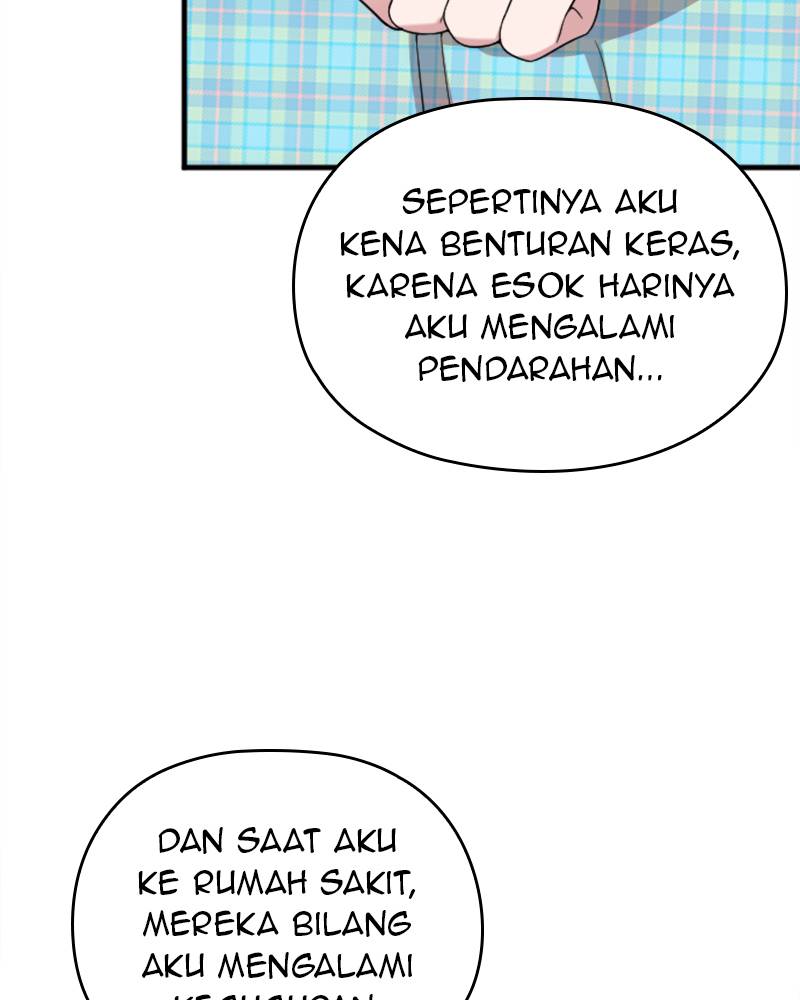 SEPERTINYA AKU
KENA BENTURAN KERAS,
KARENA ESOK HARINYA
AKU MENGALAMI
PENDARAHAN...
DAN SAAT AKU
KE RUMAH SAKIT,
MEREKA BILANG
AKU MENGALAMI